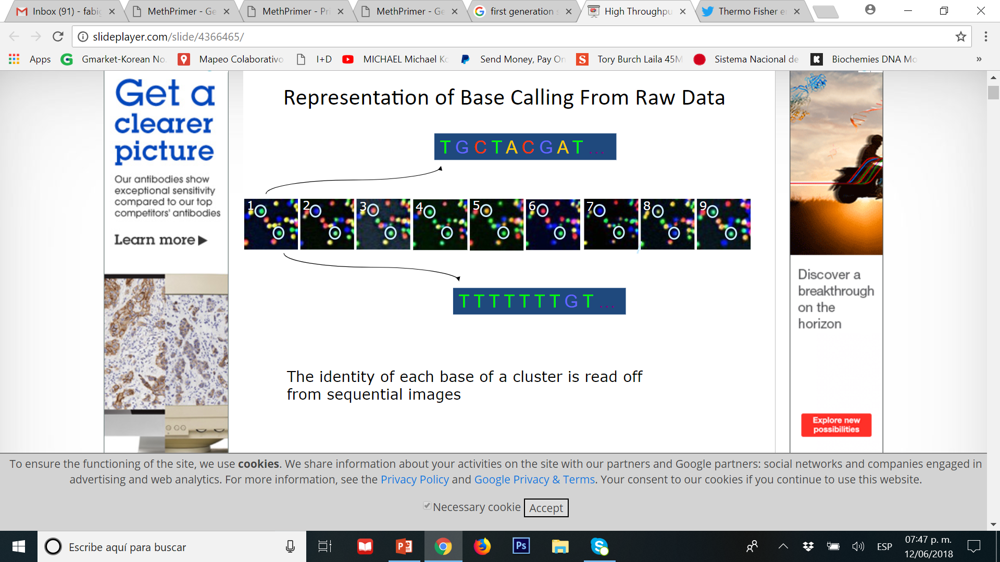 Inbox (91) - fabi
MethPrimer - Ge
MethPrimer - Pri
MethPrimer - Ge
first generation s
High Throughpu
Thermo Fisher e
slideplayer.com/slide/4366465/
Apps
Gmarket-Korean No.
Mapeo Colaborativo
I+D
MICHAEL Michael Ko
Send Money, Pay On
Tory Burch Laila 45M
Sistema Nacional de
Biochemies DNA Mo
»
Get a
clearer
picture
Our antibodies show
exceptional sensitivity
compared to our top
competitors' antibodies
Learn more
Representation of Base Calling From Raw Data
T G C T A C G A T ...
1 2 3 4 5 6 7 8 9
T T T T T T T G T ...
The identity of each base of a cluster is read off
from sequential images
Discover a
breakthrough
on the
horizon
Explore new
possibilities
To ensure the functioning of the site, we use cookies. We share information about your activities on the site with our partners and Google partners: social networks and companies engaged in
advertising and web analytics. For more information, see the Privacy Policy and Google Privacy & Terms. Your consent to our cookies if you continue to use this website.
Necessary cookie Accept
Escribe aquí para buscar
Ps
ESP
07:47 p. m.
12/06/2018